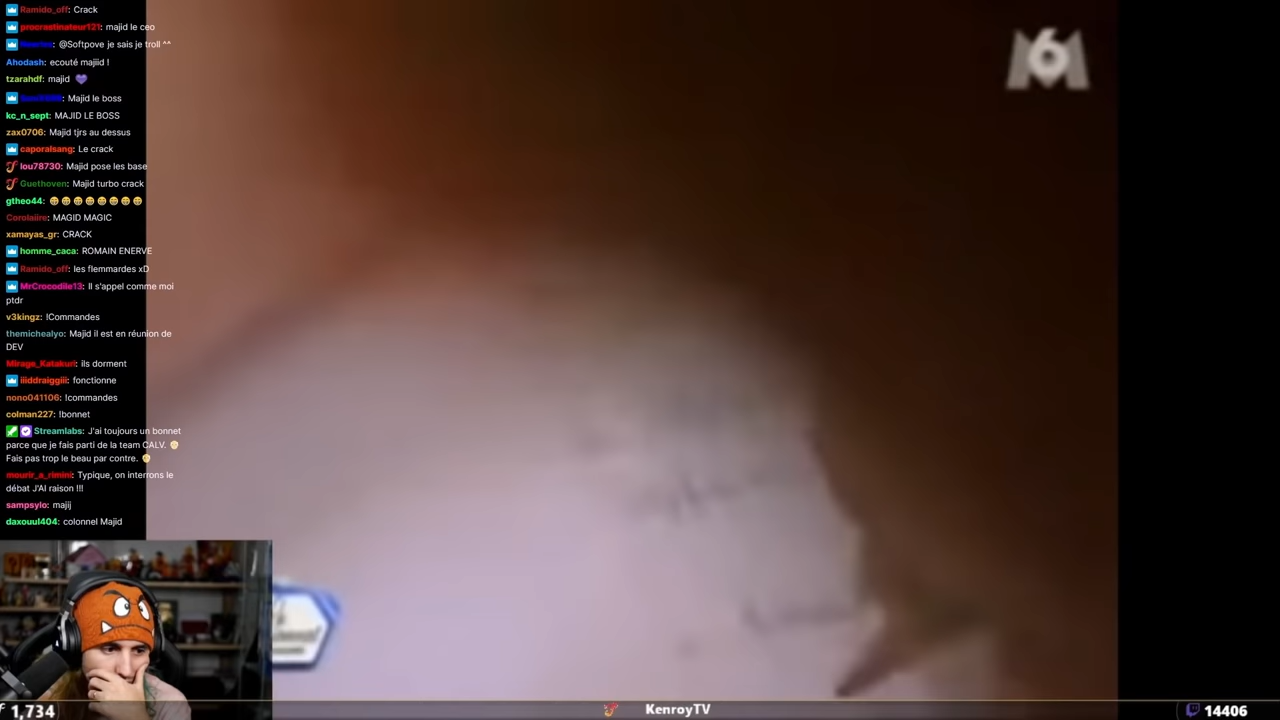 Ramido_off: Crack
procrastinateur121: majid le ceo
: @Softpove je sais je troll ^^
Ahodash: ecouté majiid !
tzarahdf: majid
: Majid le boss
kc_n_sept: MAJID LE BOSS
zax0706: Majid tjrs au dessus
caporalsang: Le crack
lou78730: Majid pose les base
Guethoven: Majid turbo crack
gtheo44:
Corolaiire: MAGID MAGIC
xamayas_gr: CRACK
homme_caca: ROMAIN ENERVE
Ramido_off: les flemmardes xD
MrCrocodile13: Il s'appel comme moi
ptdr
v3kingz: !Commandes
themichealyo: Majid il est en réunion de
DEV
Mirage_Katakuri: ils dorment
iiiddraiggiii: fonctionne
nono041106: !commandes
colman227: !bonnet
Streamlabs: J'ai toujours un bonnet
parce que je fais parti de la team CALV.
Fais pas trop le beau par contre.
mourir_a_rimini: Typique, on interrons le
débat J'AI raison !!!
sampsylo: majij
daxouul404: colonnel Majid
M6
1,734
KenroyTV
14406